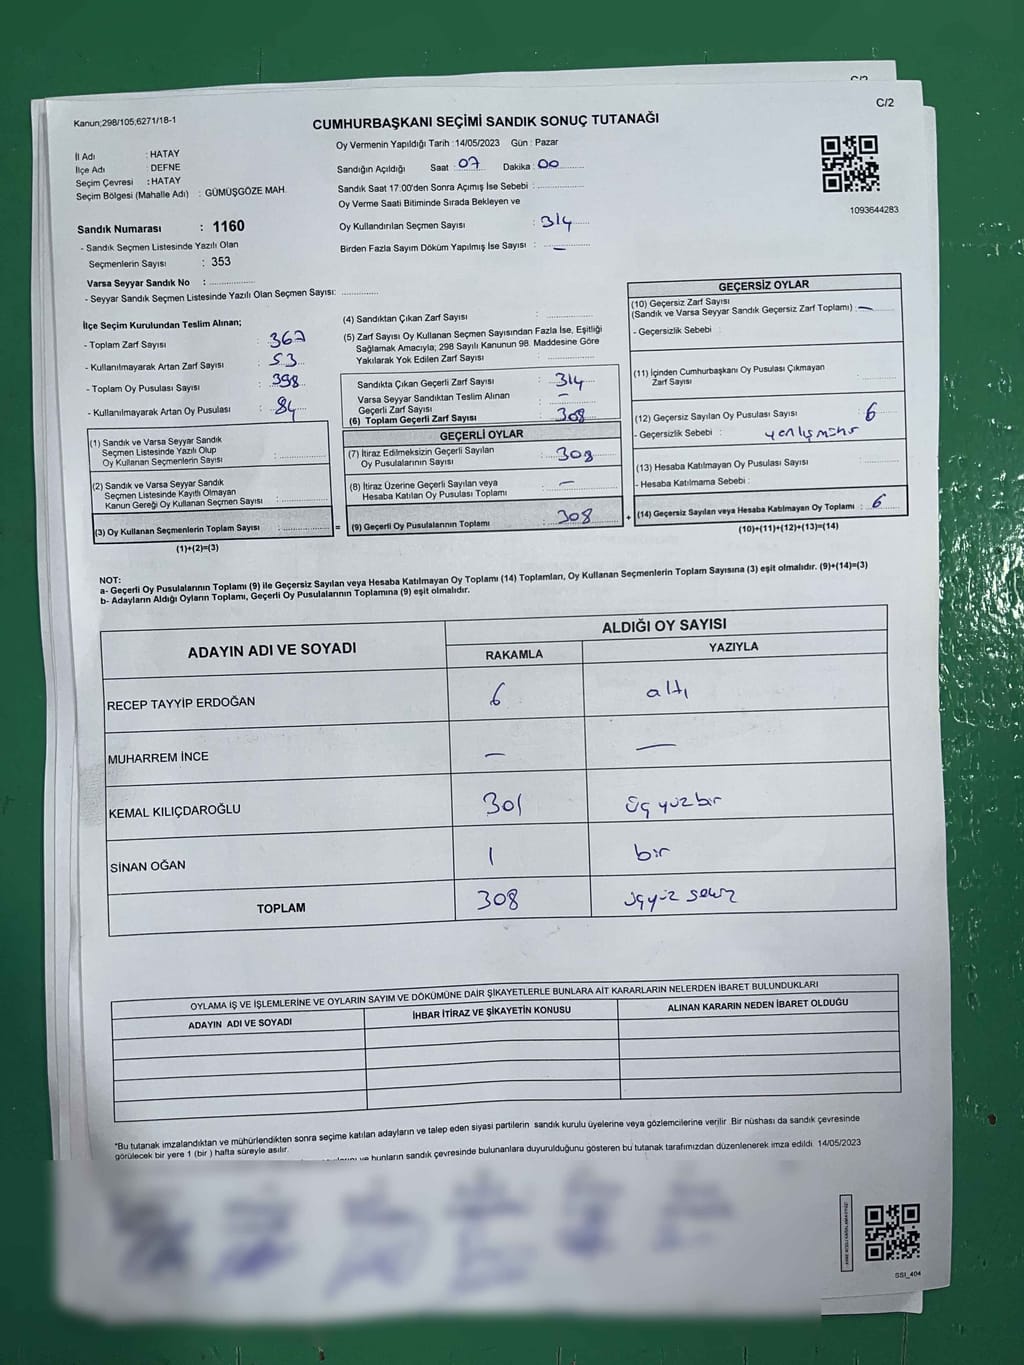 C/2
Kanun;298/105,6271/18-1
CUMHURBAŞKANI SEÇİMİ SANDIK SONUÇ TUTANAĞI
İl Adı : HATAY
İlçe Adı : DEFNE
Seçim Çevresi : HATAY
Seçim Bölgesi (Mahalle Adı) : GÜMÜŞGÖZE MAH.
Sandık Numarası : 1160
- Sandık Seçmen Listesinde Yazılı Olan
Seçmenlerin Sayısı : 353
Varsa Seyyar Sandık No :
- Seyyar Sandık Seçmen Listesinde Yazılı Olan Seçmen Sayısı:
Oy Vermenin Yapıldığı Tarih : 14/05/2023 Gün : Pazar
Sandığın Açıldığı Saat : 07 Dakika : 00
Sandık Saat 17:00'den Sonra Açımış İse Sebebi :
Oy Verme Saati Bitiminde Sırada Bekleyen ve
Oy Kullandırılan Seçmen Sayısı : 314
Birden Fazla Sayım Döküm Yapılmış İse Sayısı : –
1093644283
İlçe Seçim Kurulundan Teslim Alınan;
- Toplam Zarf Sayısı : 367
- Kullanılmayarak Artan Zarf Sayısı : 53
- Toplam Oy Pusulası Sayısı : 398
- Kullanılmayarak Artan Oy Pusulası : 84
(1) Sandık ve Varsa Seyyar Sandık
Seçmen Listesinde Yazılı Olup
Oy Kullanan Seçmenlerin Sayısı :
(2) Sandık ve Varsa Seyyar Sandık
Seçmen Listesinde Kayıtlı Olmayan
Kanun Gereği Oy Kullanan Seçmen Sayısı :
(3) Oy Kullanan Seçmenlerin Toplam Sayısı : =
(1)+(2)=(3)
(4) Sandıktan Çıkan Zarf Sayısı :
(5) Zarf Sayısı Oy Kullanan Seçmen Sayısından Fazla İse, Eşitliği
Sağlamak Amacıyla; 298 Sayılı Kanunun 98. Maddesine Göre
Yakılarak Yok Edilen Zarf Sayısı :
Sandıkta Çıkan Geçerli Zarf Sayısı : 314
Varsa Seyyar Sandıktan Teslim Alınan
Geçerli Zarf Sayısı : –
(6) Toplam Geçerli Zarf Sayısı : 308
GEÇERLİ OYLAR
(7) İtiraz Edilmeksizin Geçerli Sayılan
Oy Pusulalarının Sayısı : 308
(8) İtiraz Üzerine Geçerli Sayılan veya
Hesaba Katılan Oy Pusulası Toplamı : –
(9) Geçerli Oy Pusulalarının Toplamı : 308 +
GEÇERSİZ OYLAR
(10) Geçersiz Zarf Sayısı
(Sandık ve Varsa Seyyar Sandık Geçersiz Zarf Toplamı) : –
- Geçersizlik Sebebi :
(11) İçinden Cumhurbaşkanı Oy Pusulası Çıkmayan
Zarf Sayısı :
(12) Geçersiz Sayılan Oy Pusulası Sayısı : 6
- Geçersizlik Sebebi : yanlış mühür
(13) Hesaba Katılmayan Oy Pusulası Sayısı :
- Hesaba Katılmama Sebebi :
(14) Geçersiz Sayılan veya Hesaba Katılmayan Oy Toplamı : 6
(10)+(11)+(12)+(13)=(14)
NOT:
a- Geçerli Oy Pusulalarının Toplamı (9) ile Geçersiz Sayılan veya Hesaba Katılmayan Oy Toplamı (14) Toplamları, Oy Kullanan Seçmenlerin Toplam Sayısına (3) eşit olmalıdır. (9)+(14)=(3)
b- Adayların Aldığı Oyların Toplamı, Geçerli Oy Pusulalarının Toplamına (9) eşit olmalıdır.
ADAYIN ADI VE SOYADI ALDIĞI OY SAYISI
RAKAMLA YAZIYLA
RECEP TAYYİP ERDOĞAN 6 altı
MUHARREM İNCE – –
KEMAL KILIÇDAROĞLU 301 üç yüz bir
SİNAN OĞAN 1 bir
TOPLAM 308 üçyüz sekiz
OYLAMA İŞ VE İŞLEMLERİNE VE OYLARIN SAYIM VE DÖKÜMÜNE DAİR ŞİKAYETLERLE BUNLARA AİT KARARLARIN NELERDEN İBARET BULUNDUKLARI
ADAYIN ADI VE SOYADI İHBAR İTİRAZ VE ŞİKAYETİN KONUSU ALINAN KARARIN NEDEN İBARET OLDUĞU
*Bu tutanak imzalandıktan ve mühürlendikten sonra seçime katılan adayların ve talep eden siyasi partilerin sandık kurulu üyelerine veya gözlemcilerine verilir. Bir nüshası da sandık çevresinde
görülecek bir yere 1 (bir ) hafta süreyle asılır.
ve bunların sandık çevresinde bulunanlara duyurulduğunu gösteren bu tutanak tarafımızdan düzenlenerek imza edildi. 14/05/2023
SSI_404